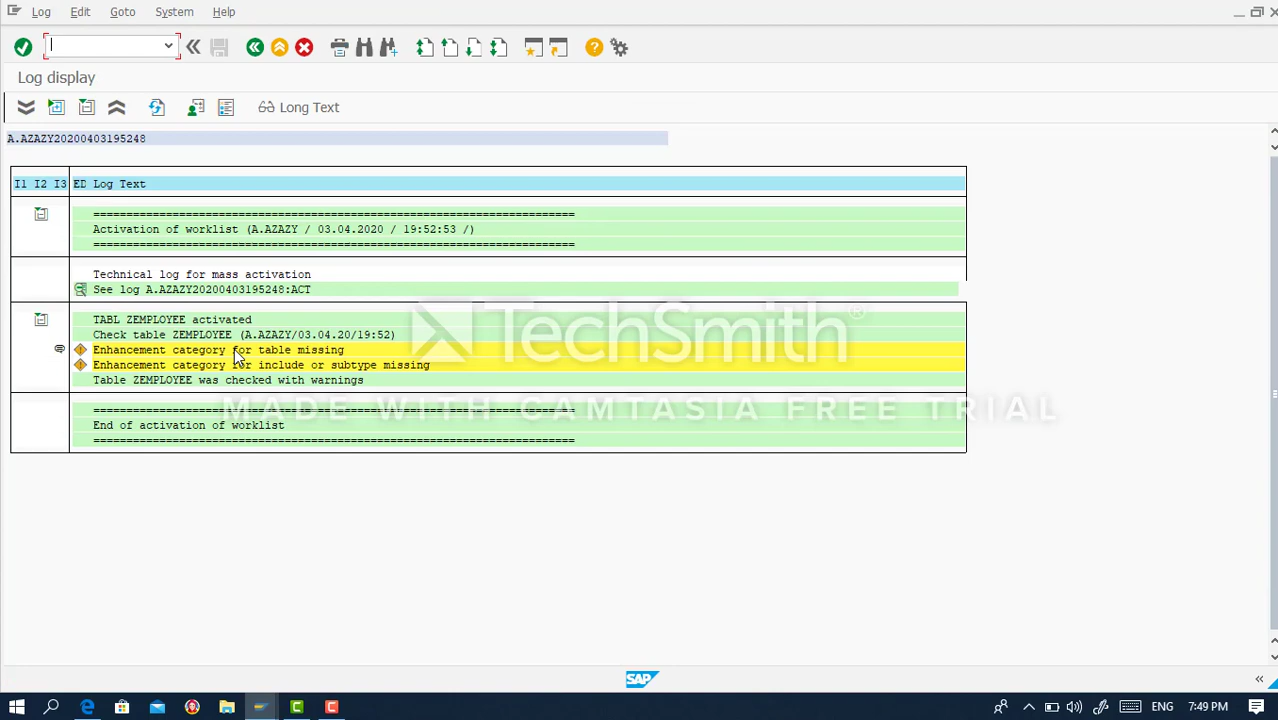 Log Edit Goto System Help
Log display
Long Text
A.AZAZY20200403195248
I1 I2 I3 ED Log Text
========================================================================
Activation of worklist (A.AZAZY / 03.04.2020 / 19:52:53 /)
========================================================================
Technical log for mass activation
See log A.AZAZY20200403195248:ACT
TABL ZEMPLOYEE activated
Check table ZEMPLOYEE (A.AZAZY/03.04.20/19:52)
Enhancement category for table missing
Enhancement category for include or subtype missing
Table ZEMPLOYEE was checked with warnings
========================================================================
End of activation of worklist
========================================================================
TechSmith®
MADE WITH CAMTASIA FREE TRIAL
SAP
ENG 7:49 PM